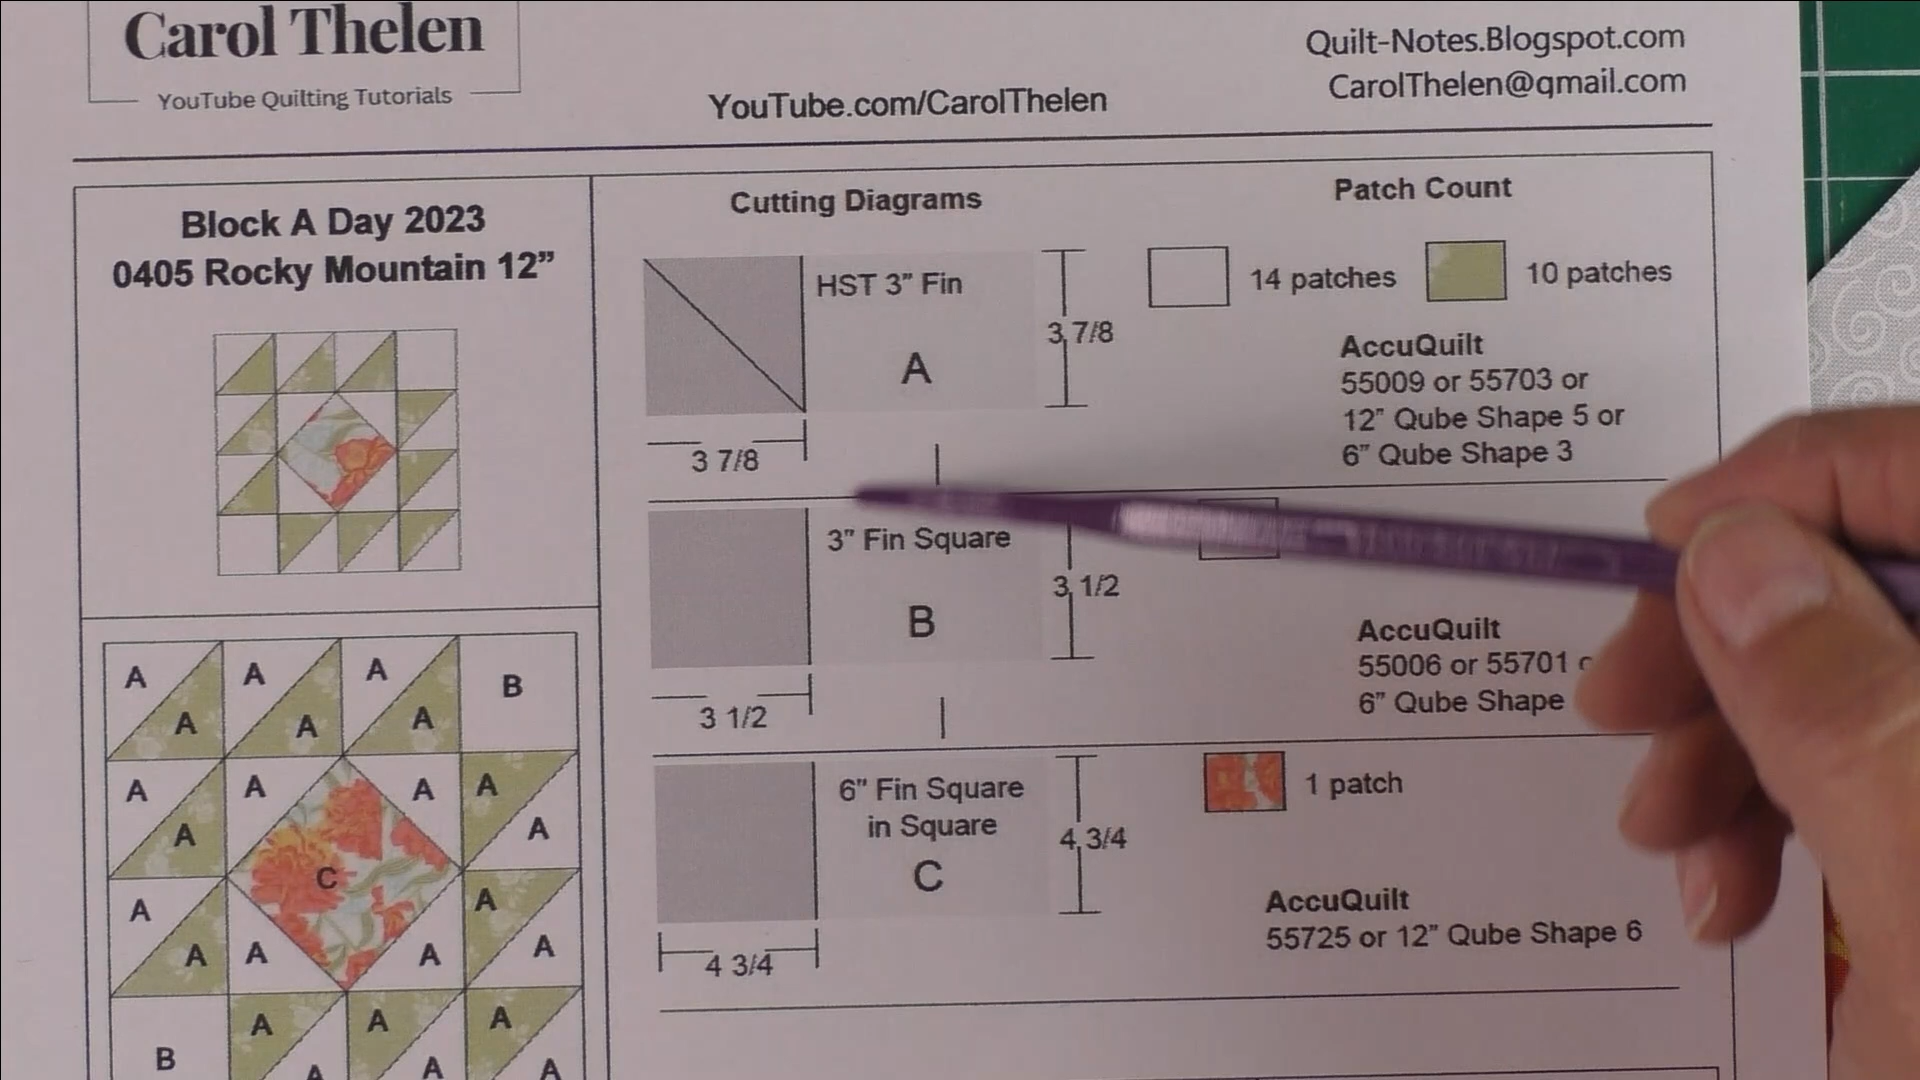 Carol Thelen
YouTube Quilting Tutorials
YouTube.com/CarolThelen
Quilt-Notes.Blogspot.com
CarolThelen@gmail.com
Block A Day 2023
0405 Rocky Mountain 12”
A A A B
A A A
A A A A
A A
A A A A
A C
A A A A
A A A
B
A A A
Cutting Diagrams
HST 3” Fin
A
3 7/8
3 7/8
3” Fin Square
B
3 1/2
3 1/2
6” Fin Square
in Square
C
4 3/4
4 3/4
Patch Count
14 patches 10 patches
AccuQuilt
55009 or 55703 or
12” Qube Shape 5 or
6” Qube Shape 3
AccuQuilt
55006 or 55701
6” Qube Shape
1 patch
AccuQuilt
55725 or 12” Qube Shape 6